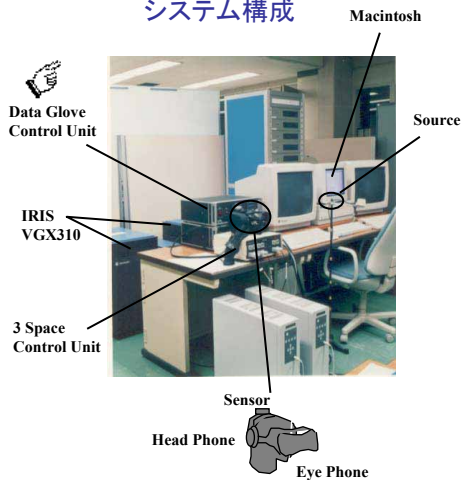 システム構成
Macintosh
Data Glove
Control Unit
Source
IRIS
VGX310
3 Space
Control Unit
Sensor
Head Phone
Eye Phone